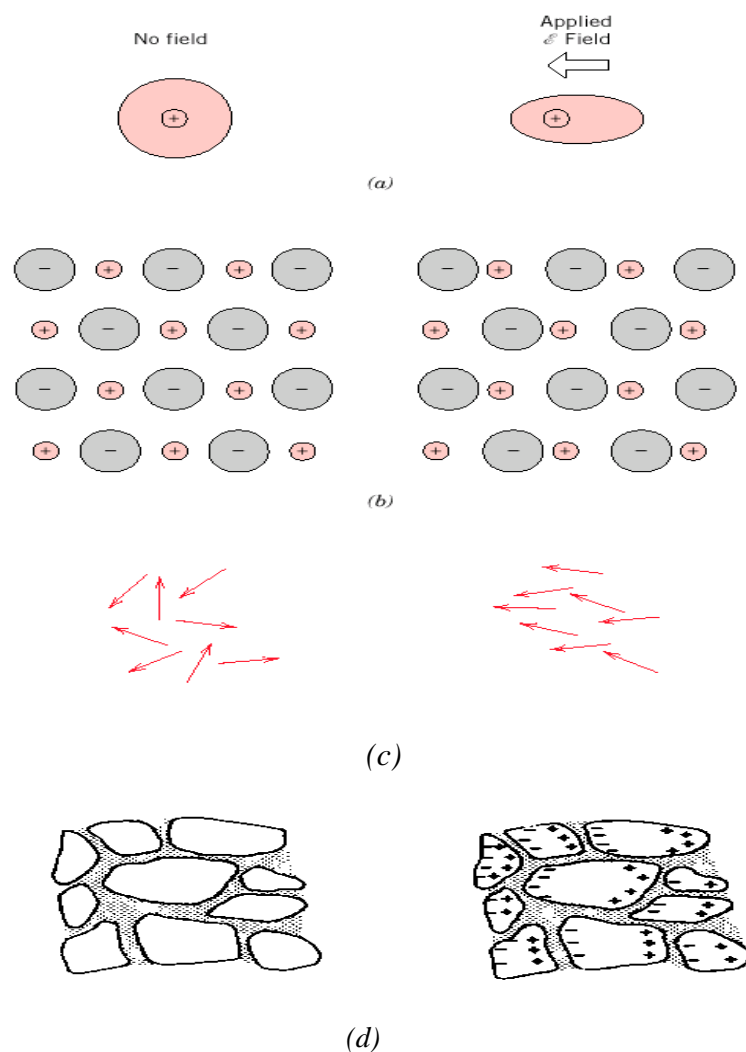 No field
Applied
ℰ Field
+
+
(a)
− + − + −
− + − + −
+ − + − +
+ − + − +
− + − + −
− + − + −
+ − + − +
+ − + − +
(b)
(c)
(d)